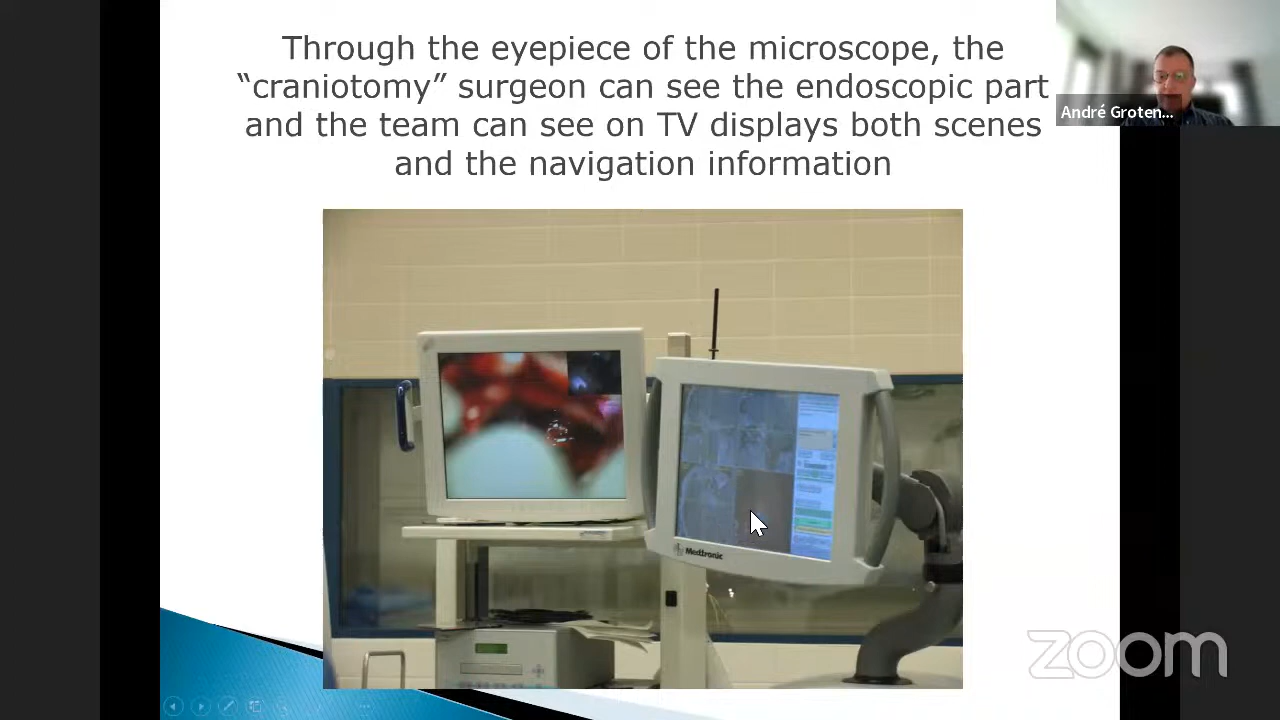 Through the eyepiece of the microscope, the
“craniotomy” surgeon can see the endoscopic part
and the team can see on TV displays both scenes
and the navigation information
André Groten...
Medtronic
zoom